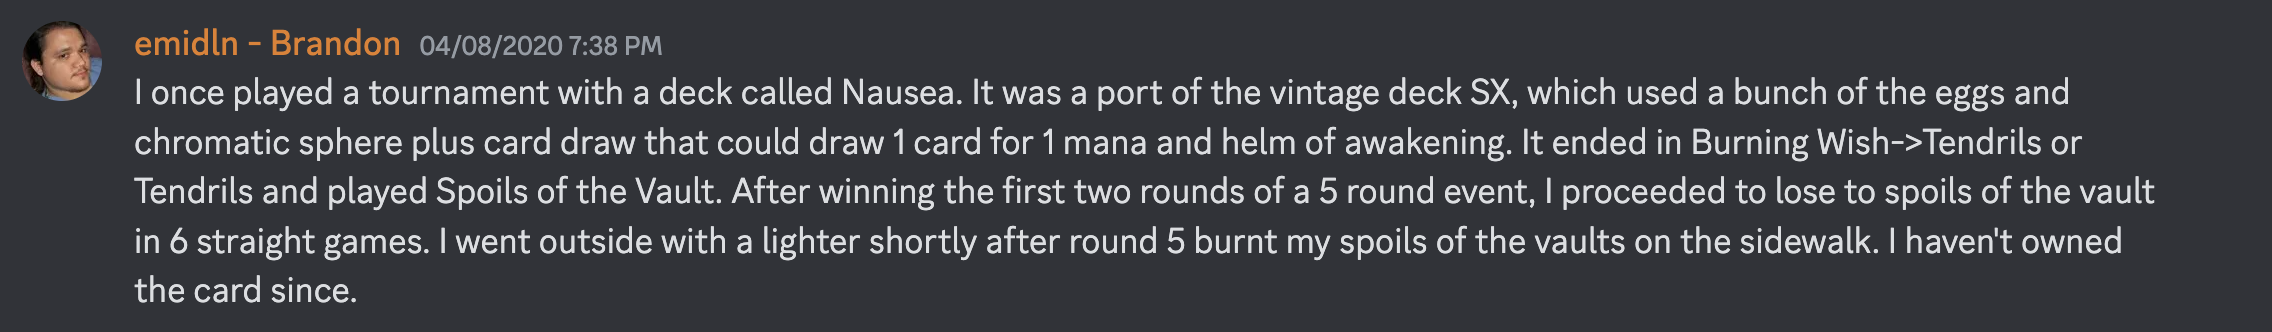 emidln - Brandon 04/08/2020 7:38 PM
I once played a tournament with a deck called Nausea. It was a port of the vintage deck SX, which used a bunch of the eggs and
chromatic sphere plus card draw that could draw 1 card for 1 mana and helm of awakening. It ended in Burning Wish->Tendrils or
Tendrils and played Spoils of the Vault. After winning the first two rounds of a 5 round event, I proceeded to lose to spoils of the vault
in 6 straight games. I went outside with a lighter shortly after round 5 burnt my spoils of the vaults on the sidewalk. I haven't owned
the card since.